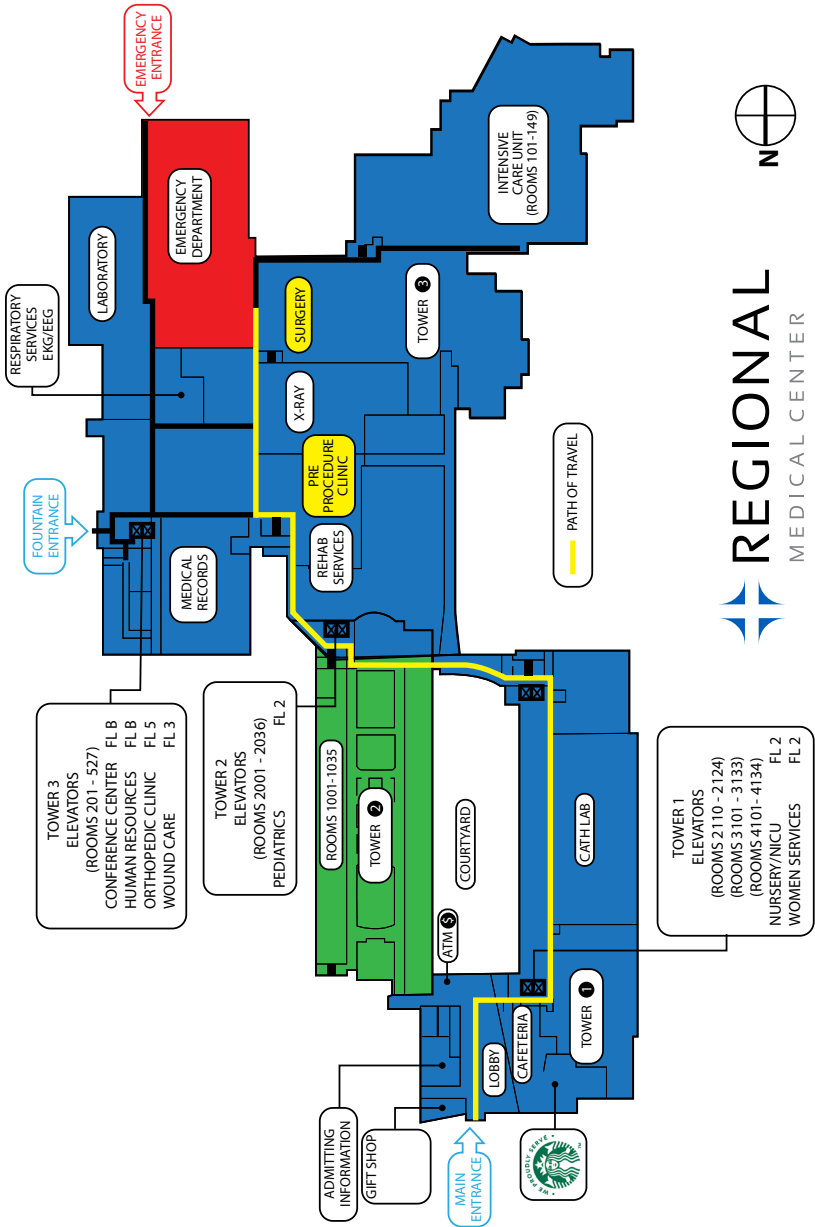 EMERGENCY
ENTRANCE
EMERGENCY
DEPARTMENT
LABORATORY
RESPIRATORY
SERVICES
EKG/EEG
FOUNTAIN
ENTRANCE
MEDICAL
RECORDS
INTENSIVE
CARE UNIT
(ROOMS 101-149)
SURGERY
TOWER 3
X-RAY
PRE
PROCEDURE
CLINIC
REHAB
SERVICES
TOWER 3
ELEVATORS
(ROOMS 201 - 527)
CONFERENCE CENTER FL B
HUMAN RESOURCES FL B
ORTHOPEDIC CLINIC FL 5
WOUND CARE FL 3
TOWER 2
ELEVATORS
(ROOMS 2001 - 2036)
PEDIATRICS FL 2
ROOMS 1001-1035
TOWER 2
COURTYARD
ATM $
CATH LAB
TOWER 1
ELEVATORS
(ROOMS 2110 - 2124)
(ROOMS 3101 - 3133)
(ROOMS 4101- 4134)
NURSERY/NICU FL 2
WOMEN SERVICES FL 2
ADMITTING
INFORMATION
GIFT SHOP
MAIN
ENTRANCE
LOBBY
CAFETERIA
TOWER 1
• WE PROUDLY SERVE •
PATH OF TRAVEL
N
REGIONAL
MEDICAL CENTER